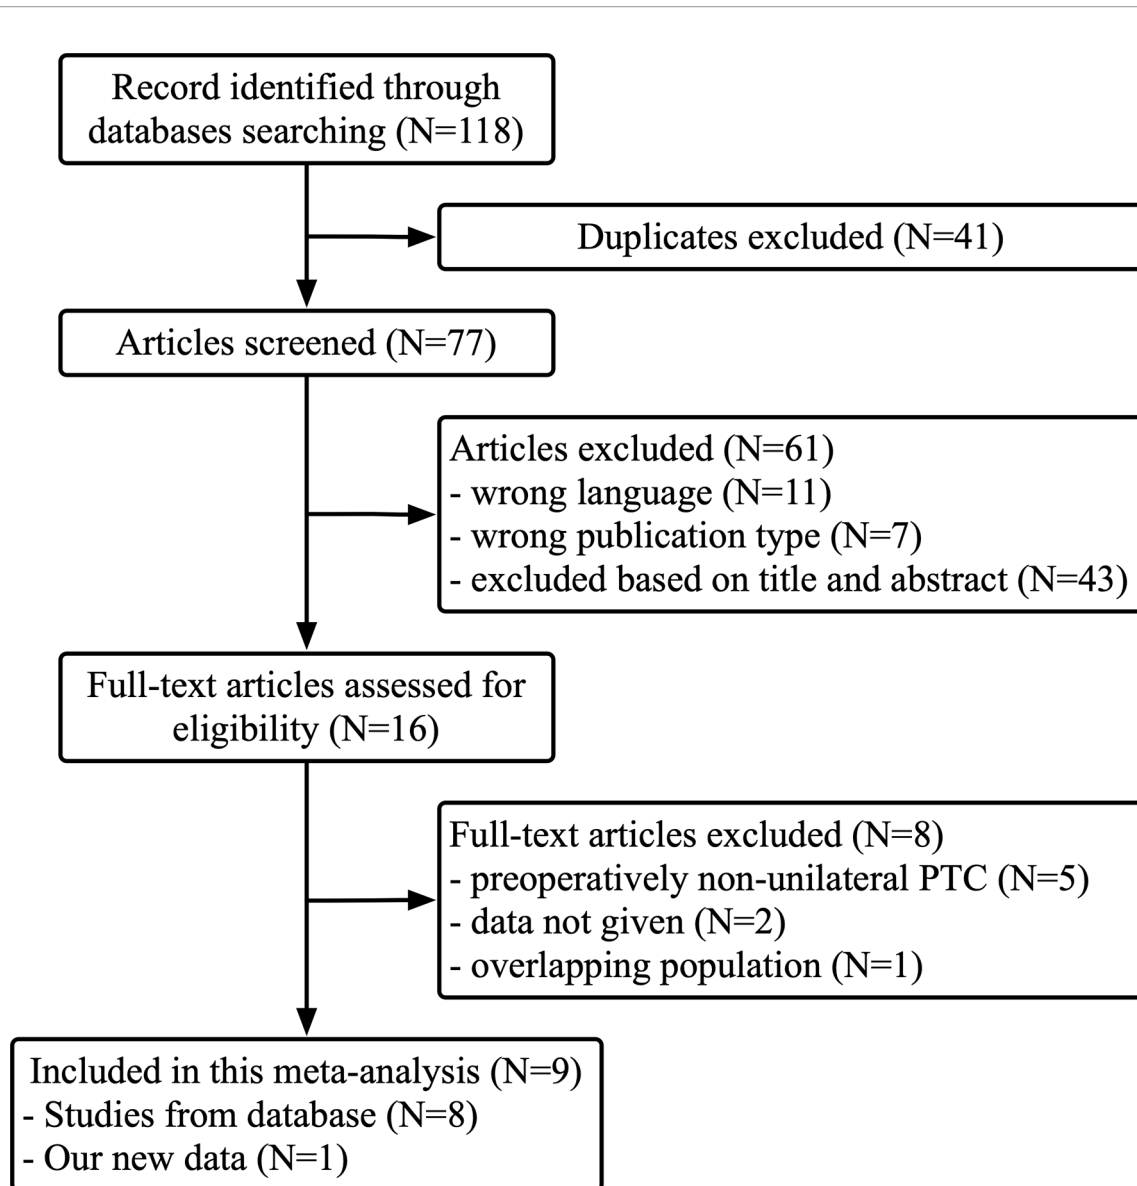 Record identified through
databases searching (N=118)
Duplicates excluded (N=41)
Articles screened (N=77)
Articles excluded (N=61)
- wrong language (N=11)
- wrong publication type (N=7)
- excluded based on title and abstract (N=43)
Full-text articles assessed for
eligibility (N=16)
Full-text articles excluded (N=8)
- preoperatively non-unilateral PTC (N=5)
- data not given (N=2)
- overlapping population (N=1)
Included in this meta-analysis (N=9)
- Studies from database (N=8)
- Our new data (N=1)